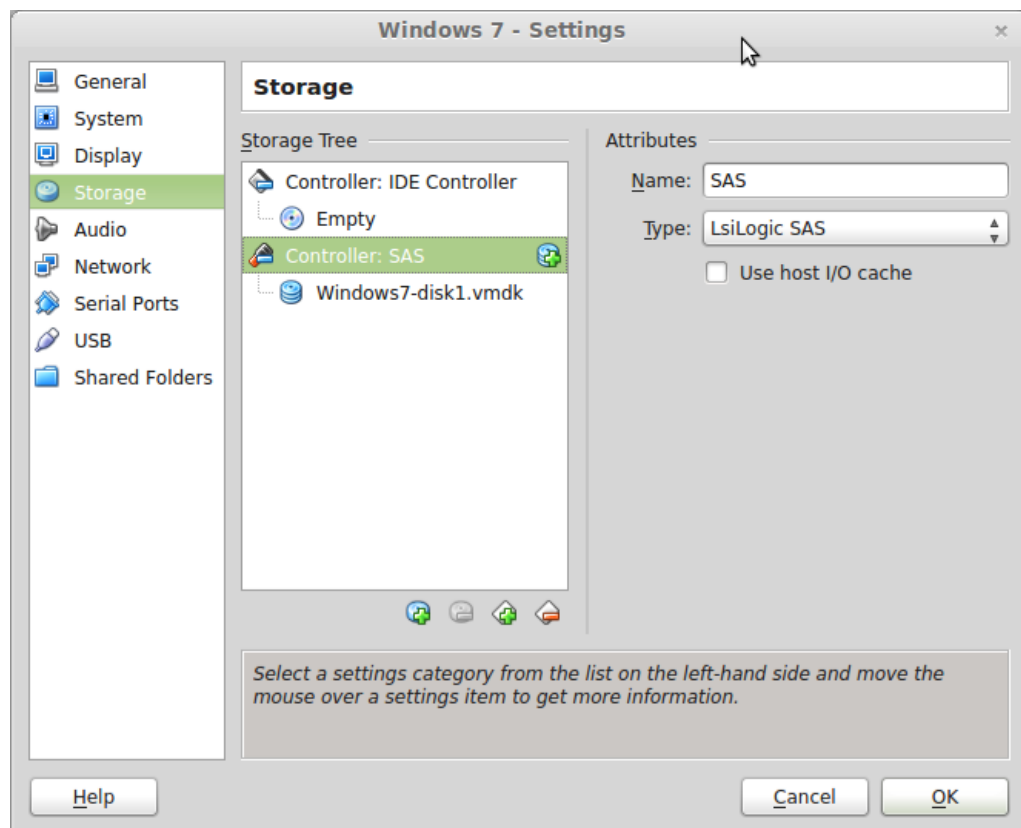 Windows 7 - Settings
General
System
Display
Storage
Audio
Network
Serial Ports
USB
Shared Folders
Storage
Storage Tree
Controller: IDE Controller
Empty
Controller: SAS
Windows7-disk1.vmdk
Attributes
Name: SAS
Type: LsiLogic SAS
Use host I/O cache
Select a settings category from the list on the left-hand side and move the
mouse over a settings item to get more information.
Help
Cancel
OK